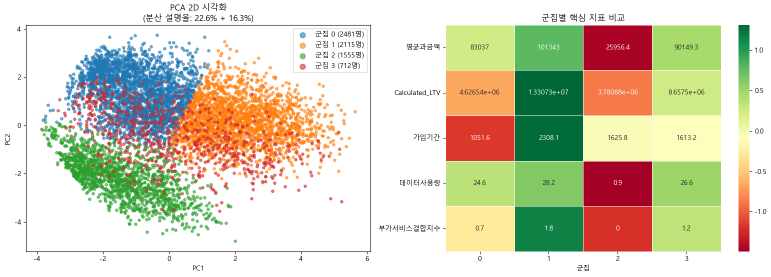 PCA 2D 시각화
(분산 설명율: 22.6% + 16.3%)
군집 0 (2481명)
군집 1 (2115명)
군집 2 (1555명)
군집 3 (712명)
4
2
0
-2
-4
PC2
-4
-2
0
2
4
6
PC1
군집별 핵심 지표 비교
평균과금액
83037
101343
25956.4
90149.3
Calculated_LTV
4.62654e+06
1.33073e+07
3.78088e+06
8.6575e+06
가입기간
1051.6
2308.1
1625.8
1613.2
데이터사용량
24.6
28.2
0.9
26.6
부가서비스결합지수
0.7
1.8
0
1.2
0
1
2
3
군집
1.0
0.5
0.0
-0.5
-1.0